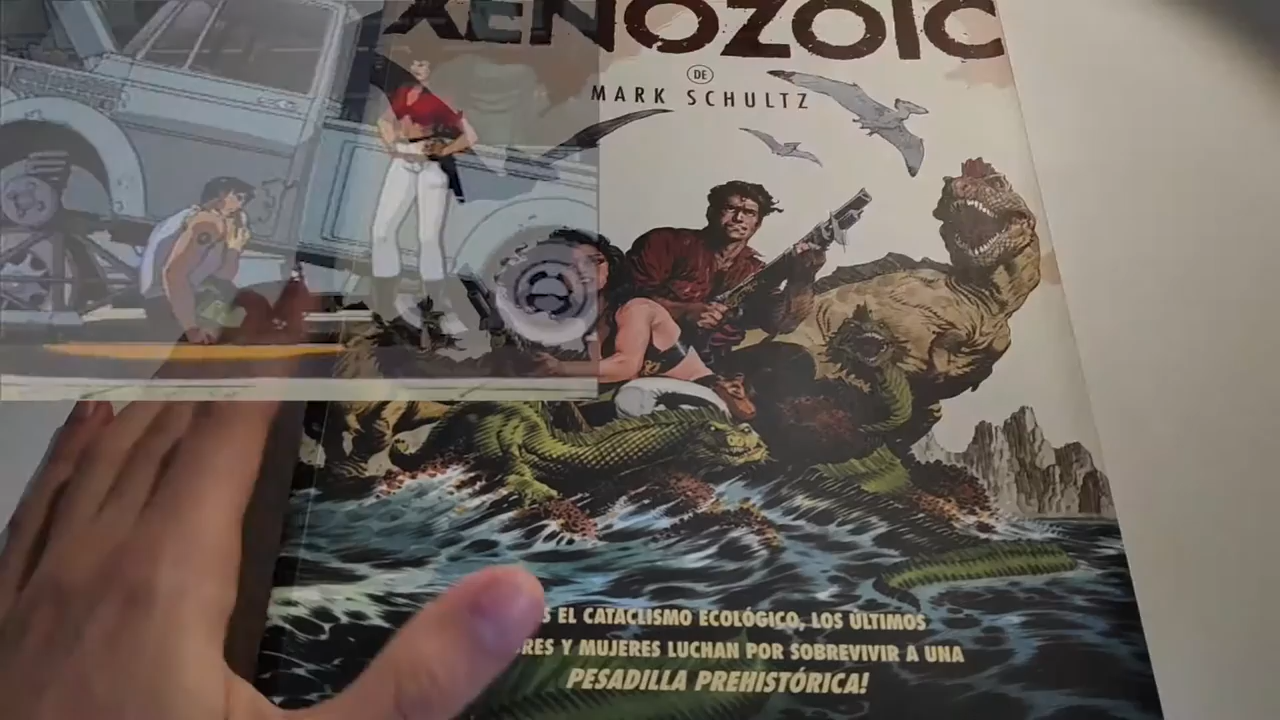 XENOZOIC
DE
MARK SCHULTZ
S EL CATACLISMO ECOLÓGICO, LOS ÚLTIMOS
RES Y MUJERES LUCHAN POR SOBREVIVIR A UNA
PESADILLA PREHISTÓRICA!